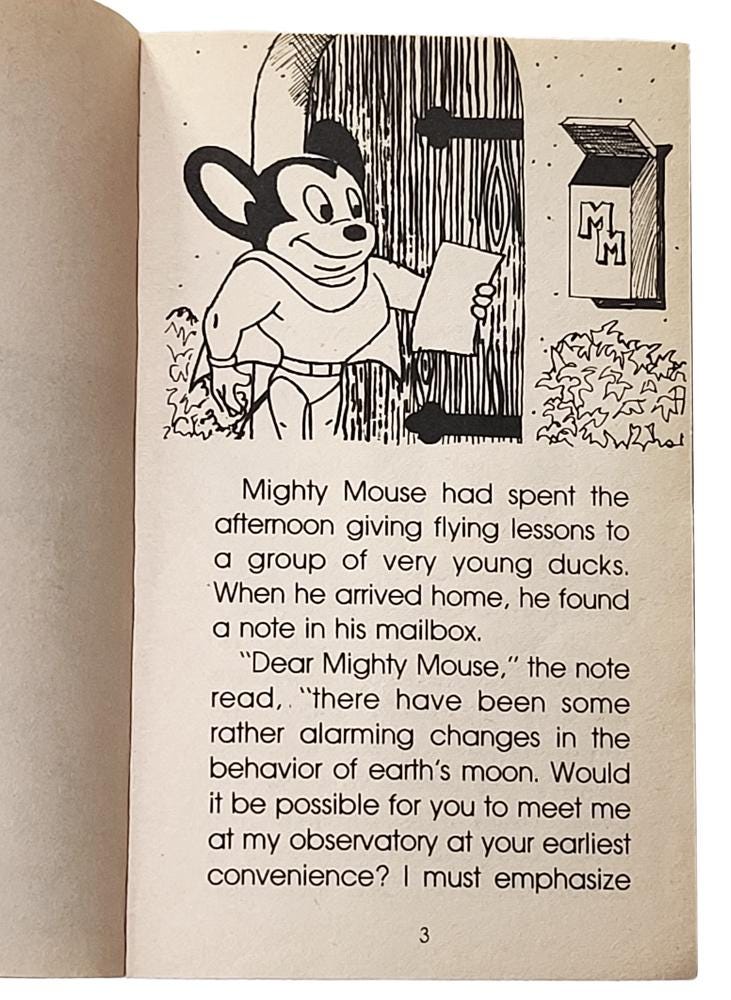 MM
Mighty Mouse had spent the
afternoon giving flying lessons to
a group of very young ducks.
When he arrived home, he found
a note in his mailbox.
"Dear Mighty Mouse," the note
read, "there have been some
rather alarming changes in the
behavior of earth's moon. Would
it be possible for you to meet me
at my observatory at your earliest
convenience? I must emphasize
3